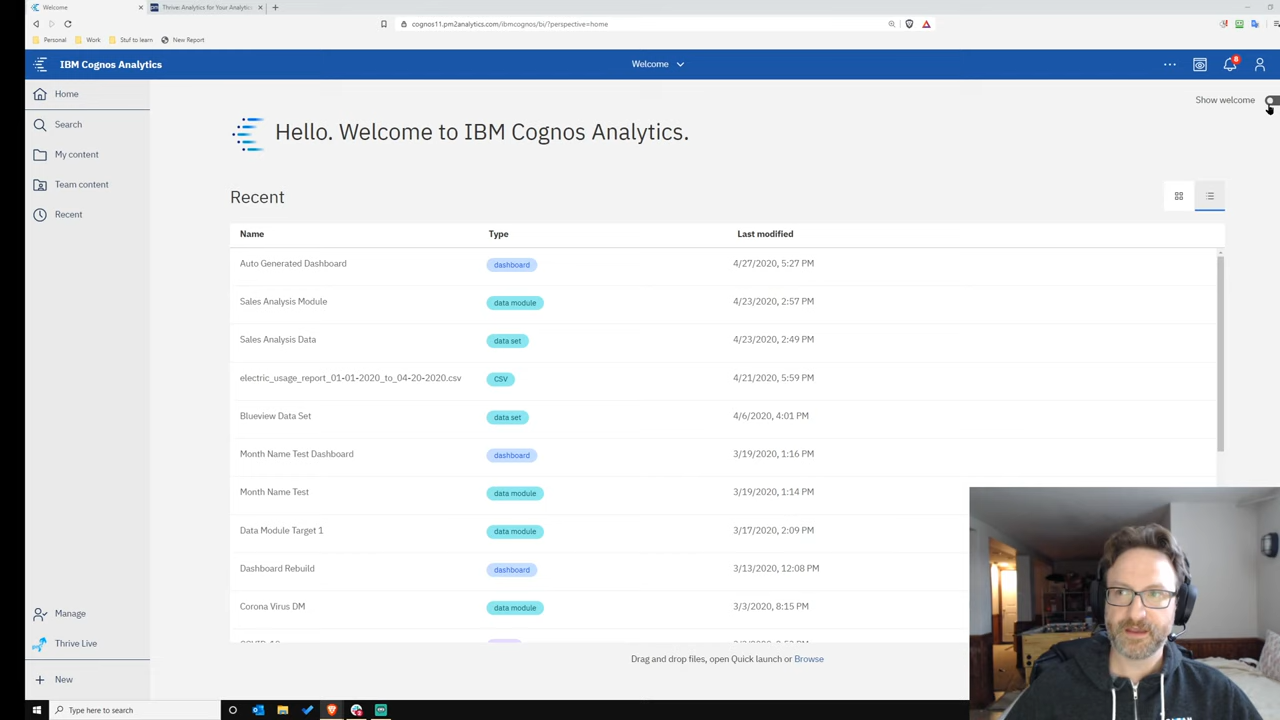 Welcome
Thrive: Analytics for Your Analytic
cognos11.pm2analytics.com/ibmcognos/bi/?perspective=home
Personal
Work
Stuf to learn
New Report
IBM Cognos Analytics
Welcome
8
Home
Show welcome
Search
Hello. Welcome to IBM Cognos Analytics.
My content
Team content
Recent
Recent
Name Type Last modified
Auto Generated Dashboard dashboard 4/27/2020, 5:27 PM
Sales Analysis Module data module 4/23/2020, 2:57 PM
Sales Analysis Data data set 4/23/2020, 2:49 PM
electric_usage_report_01-01-2020_to_04-20-2020.csv CSV 4/21/2020, 5:59 PM
Blueview Data Set data set 4/6/2020, 4:01 PM
Month Name Test Dashboard dashboard 3/19/2020, 1:16 PM
Month Name Test data module 3/19/2020, 1:14 PM
Data Module Target 1 data module 3/17/2020, 2:09 PM
Dashboard Rebuild dashboard 3/13/2020, 12:08 PM
Corona Virus DM data module 3/3/2020, 8:15 PM
Manage
Thrive Live
Drag and drop files, open Quick launch or Browse
New
Type here to search